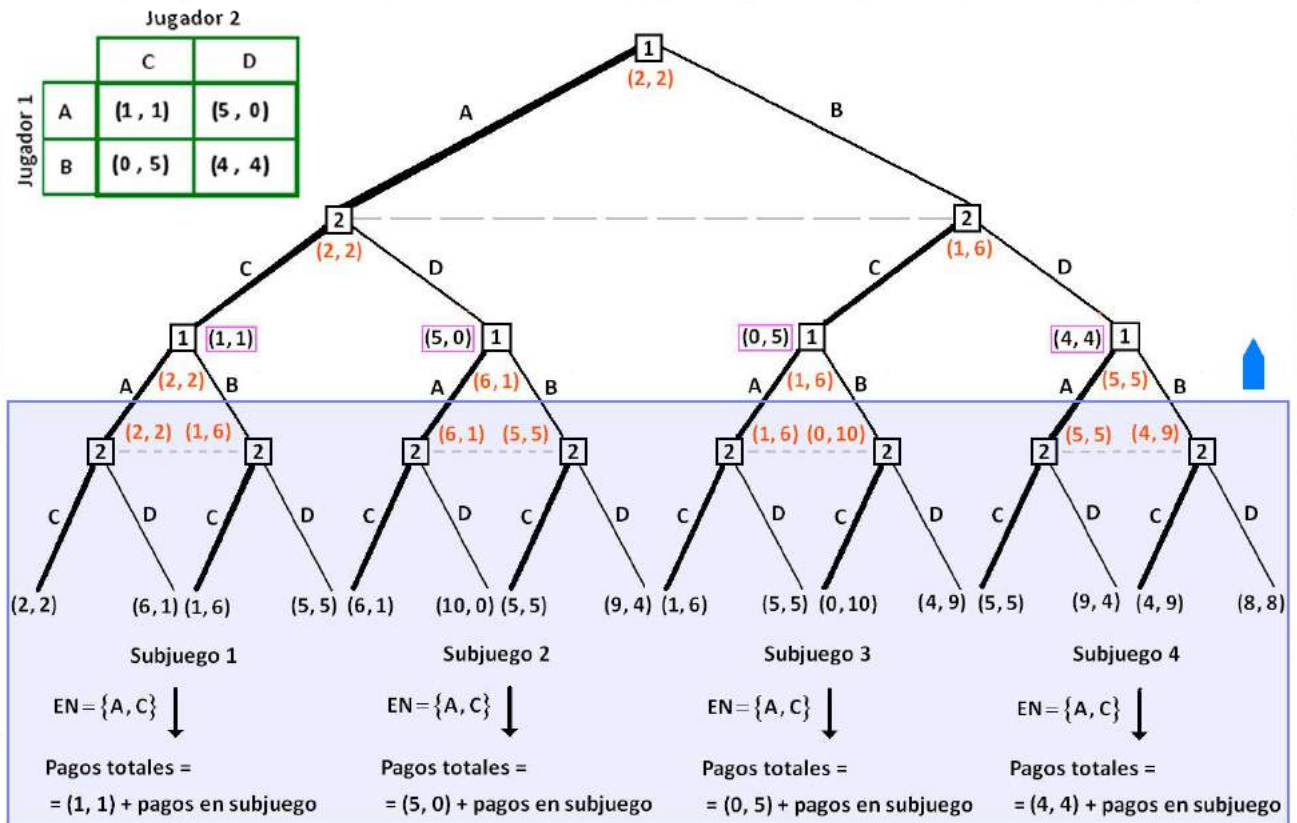 Jugador 2
C D
Jugador 1
A (1 , 1) (5 , 0)
B (0 , 5) (4 , 4)
1
(2, 2)
A B
2 2
(2, 2) (1, 6)
C D C D
1 (1, 1) (5, 0) 1 (0, 5) 1 (4, 4) 1
A (2, 2) B A (6, 1) B A (1, 6) B A (5, 5) B
(2, 2) (1, 6) (6, 1) (5, 5) (1, 6) (0, 10) (5, 5) (4, 9)
2 2 2 2 2 2 2 2
C D C D C D C D C D C D C D C D
(2, 2) (6, 1) (1, 6) (5, 5) (6, 1) (10, 0) (5, 5) (9, 4) (1, 6) (5, 5) (0, 10) (4, 9) (5, 5) (9, 4) (4, 9) (8, 8)
Subjuego 1 Subjuego 2 Subjuego 3 Subjuego 4
EN={A, C} EN={A, C} EN={A, C} EN={A, C}
Pagos totales = Pagos totales = Pagos totales = Pagos totales =
= (1, 1) + pagos en subjuego = (5, 0) + pagos en subjuego = (0, 5) + pagos en subjuego = (4, 4) + pagos en subjuego